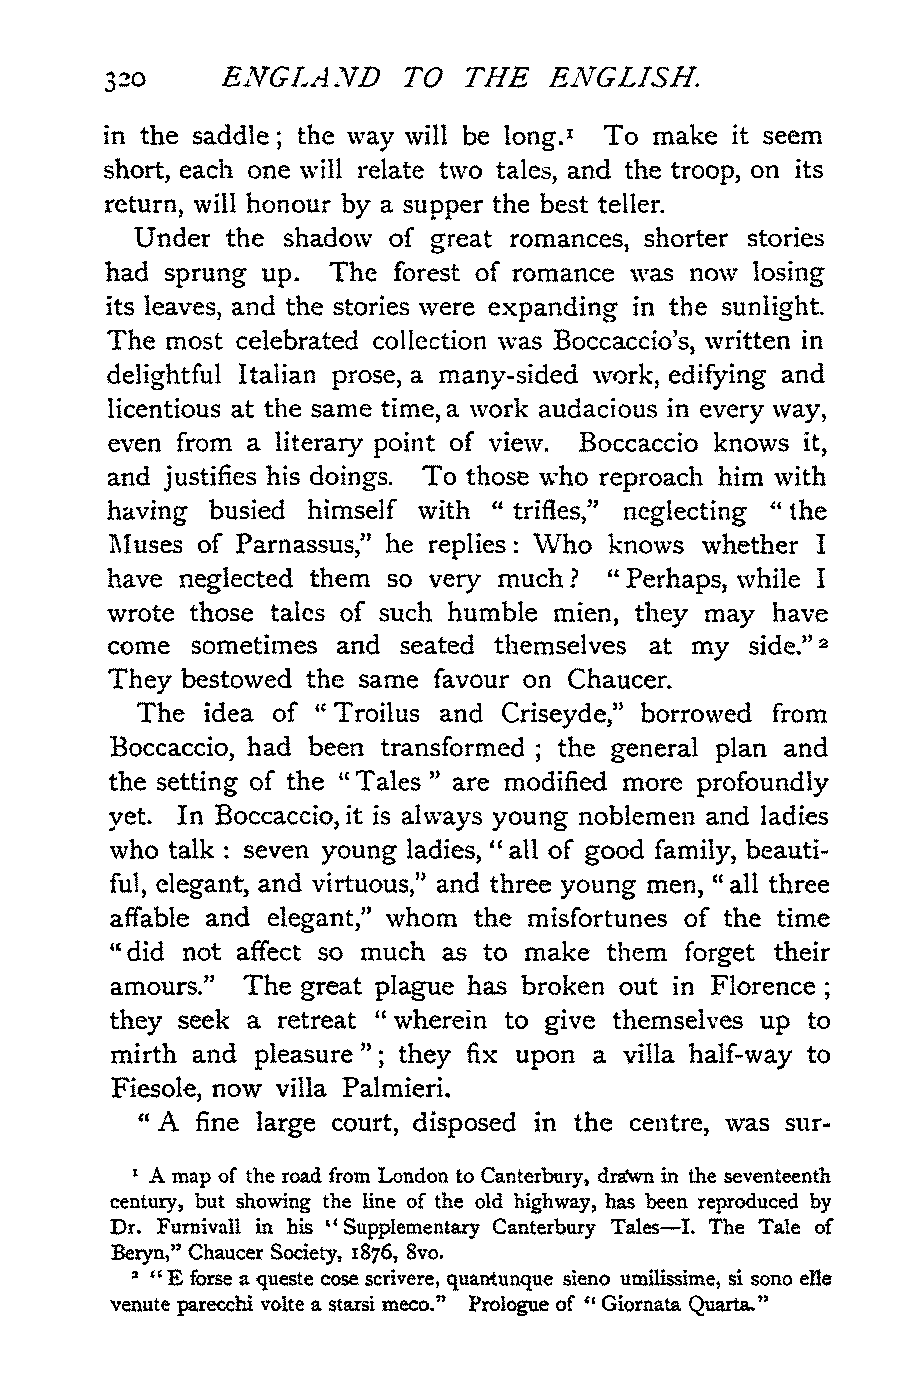 320 ENGLAND TO THE ENGLISH.
in the saddle; the way will be long.¹ To make it seem
short, each one will relate two tales, and the troop, on its
return, will honour by a supper the best teller.
Under the shadow of great romances, shorter stories
had sprung up. The forest of romance was now losing
its leaves, and the stories were expanding in the sunlight.
The most celebrated collection was Boccaccio's, written in
delightful Italian prose, a many-sided work, edifying and
licentious at the same time, a work audacious in every way,
even from a literary point of view. Boccaccio knows it,
and justifies his doings. To those who reproach him with
having busied himself with "trifles," neglecting "the
Muses of Parnassus," he replies: Who knows whether I
have neglected them so very much? "Perhaps, while I
wrote those tales of such humble mien, they may have
come sometimes and seated themselves at my side."²
They bestowed the same favour on Chaucer.
The idea of "Troilus and Criseyde," borrowed from
Boccaccio, had been transformed; the general plan and
the setting of the "Tales" are modified more profoundly
yet. In Boccaccio, it is always young noblemen and ladies
who talk: seven young ladies, "all of good family, beauti-
ful, elegant, and virtuous," and three young men, "all three
affable and elegant," whom the misfortunes of the time
"did not affect so much as to make them forget their
amours." The great plague has broken out in Florence;
they seek a retreat "wherein to give themselves up to
mirth and pleasure"; they fix upon a villa half-way to
Fiesole, now villa Palmieri.
"A fine large court, disposed in the centre, was sur-
¹ A map of the road from London to Canterbury, drawn in the seventeenth
century, but showing the line of the old highway, has been reproduced by
Dr. Furnivall in his "Supplementary Canterbury Tales—I. The Tale of
Beryn," Chaucer Society, 1876, 8vo.
² "E forse a queste cose scrivere, quantunque sieno umilissime, si sono elle
venute parecchi volte a starsi meco." Prologue of "Giornata Quarta."